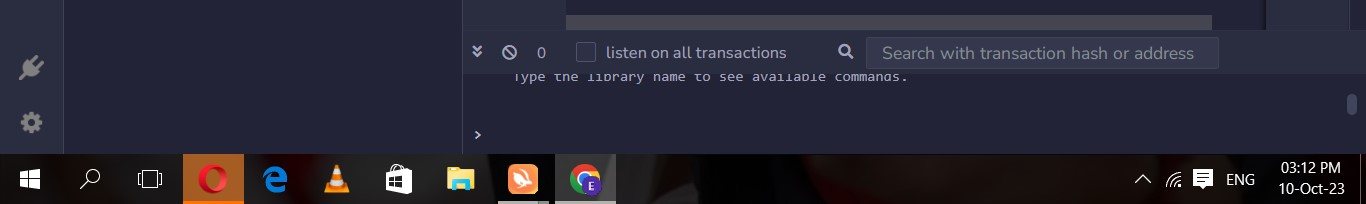 0 listen on all transactions Search with transaction hash or address
Type the library name to see available commands.
>
E ENG 03:12 PM
10-Oct-23